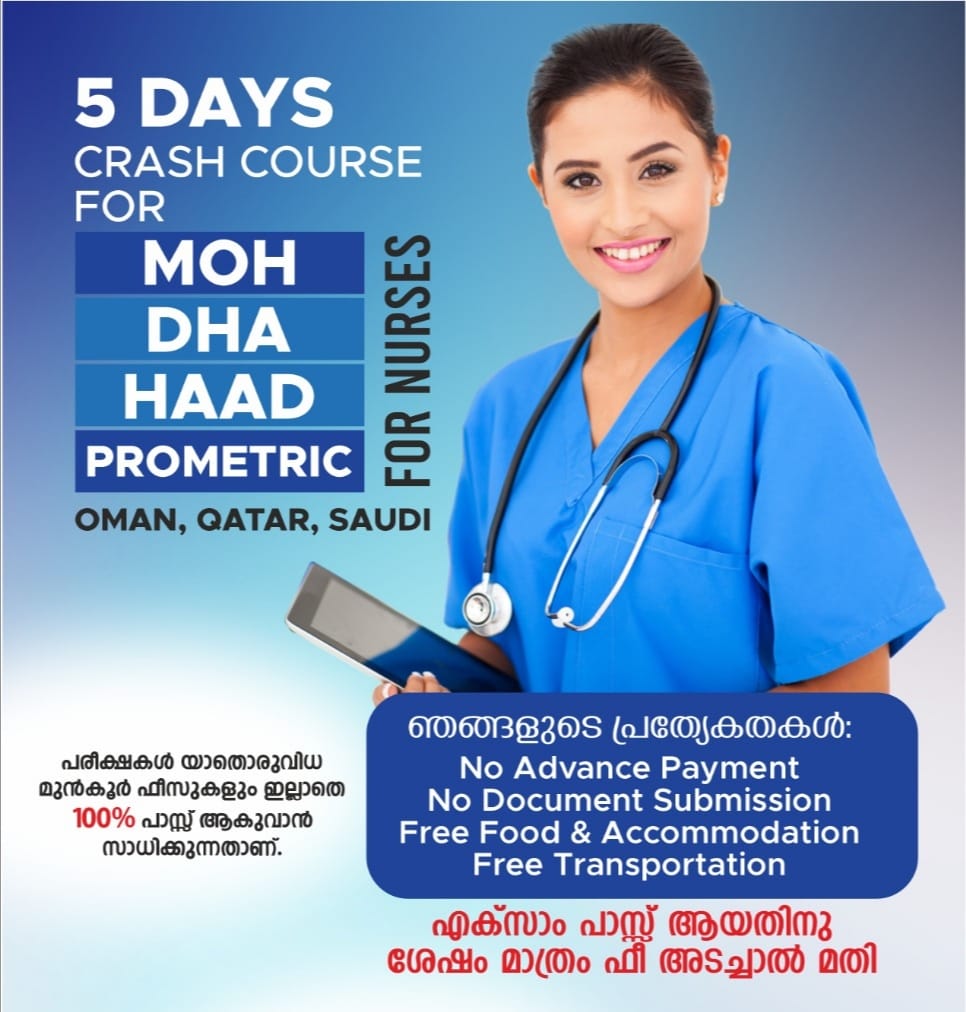 5 DAYS
CRASH COURSE
FOR
MOH
DHA
HAAD
PROMETRIC
FOR NURSES
OMAN, QATAR, SAUDI
പരീക്ഷകൾ യാതൊരുവിധ
മുൻകൂർ ഫീസുകളും ഇല്ലാതെ
100% പാസ്സ് ആകുവാൻ
സാധിക്കുന്നതാണ്.
ഞങ്ങളുടെ പ്രത്യേകതകൾ:
No Advance Payment
No Document Submission
Free Food & Accommodation
Free Transportation
എക്സാം പാസ്സ് ആയതിനു
ശേഷം മാത്രം ഫീ അടച്ചാൽ മതി